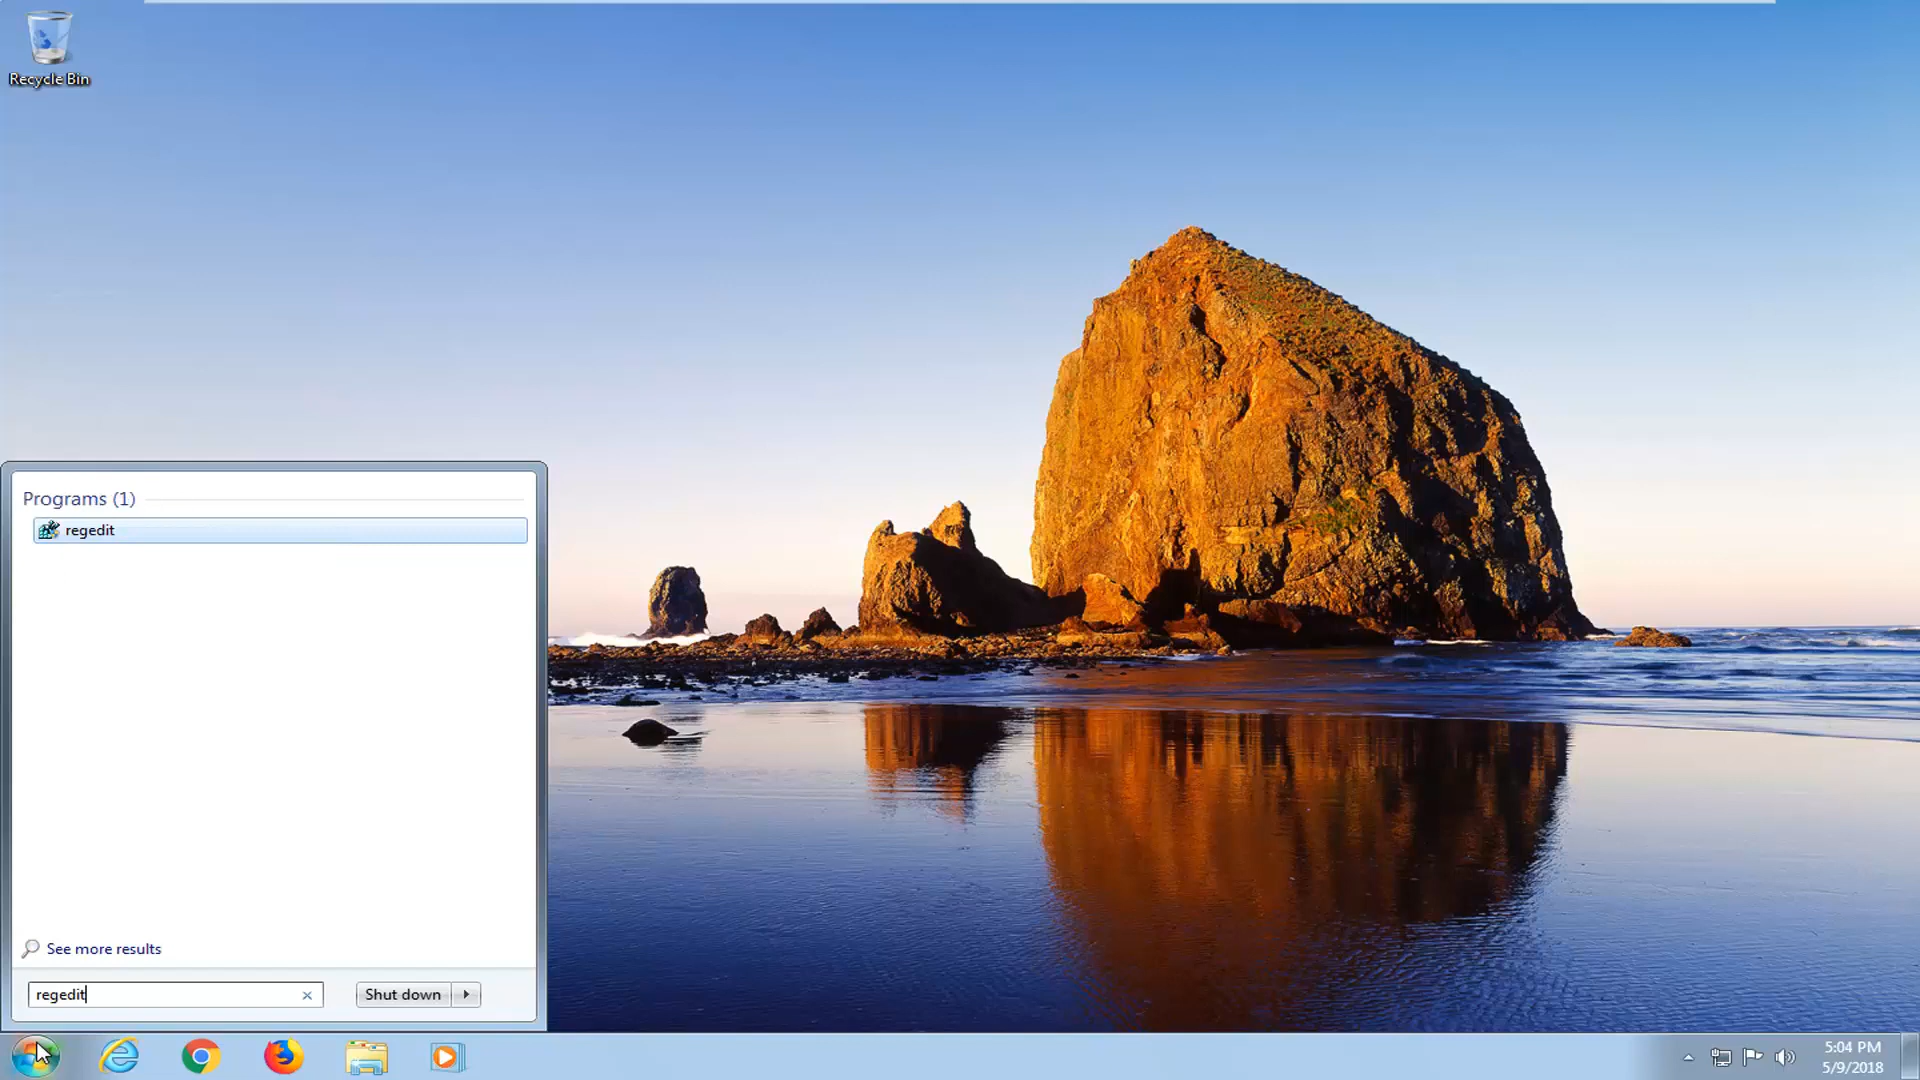 Recycle Bin
Programs (1)
regedit
See more results
regedit
Shut down
5:04 PM
5/9/2018